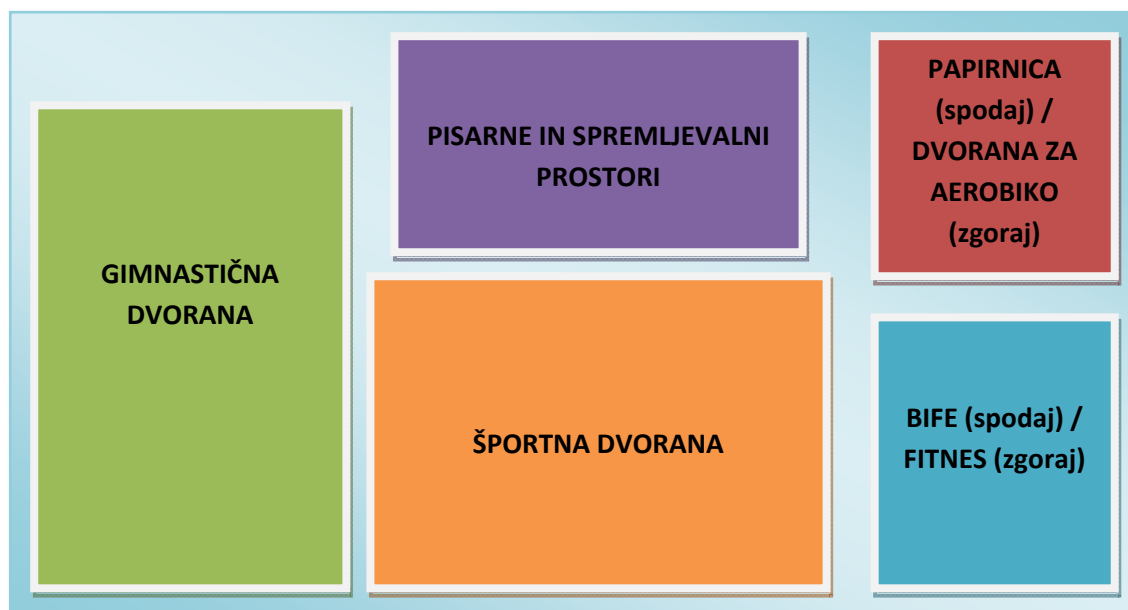 GIMNASTIČNA
DVORANA
PISARNE IN SPREMLJEVALNI
PROSTORI
ŠPORTNA DVORANA
PAPIRNICA
(spodaj) /
DVORANA ZA
AEROBIKO
(zgoraj)
BIFE (spodaj) /
FITNES (zgoraj)